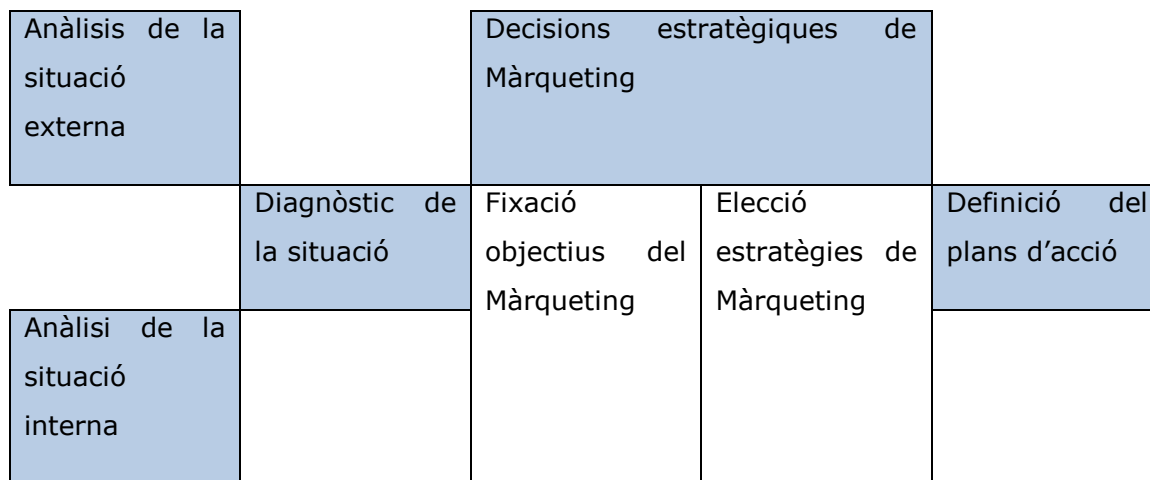 Anàlisis de la
situació
externa
Decisions estratègiques de
Màrqueting
Diagnòstic de
la situació
Fixació
objectius del
Màrqueting
Elecció
estratègies de
Màrqueting
Definició del
plans d’acció
Anàlisi de la
situació
interna